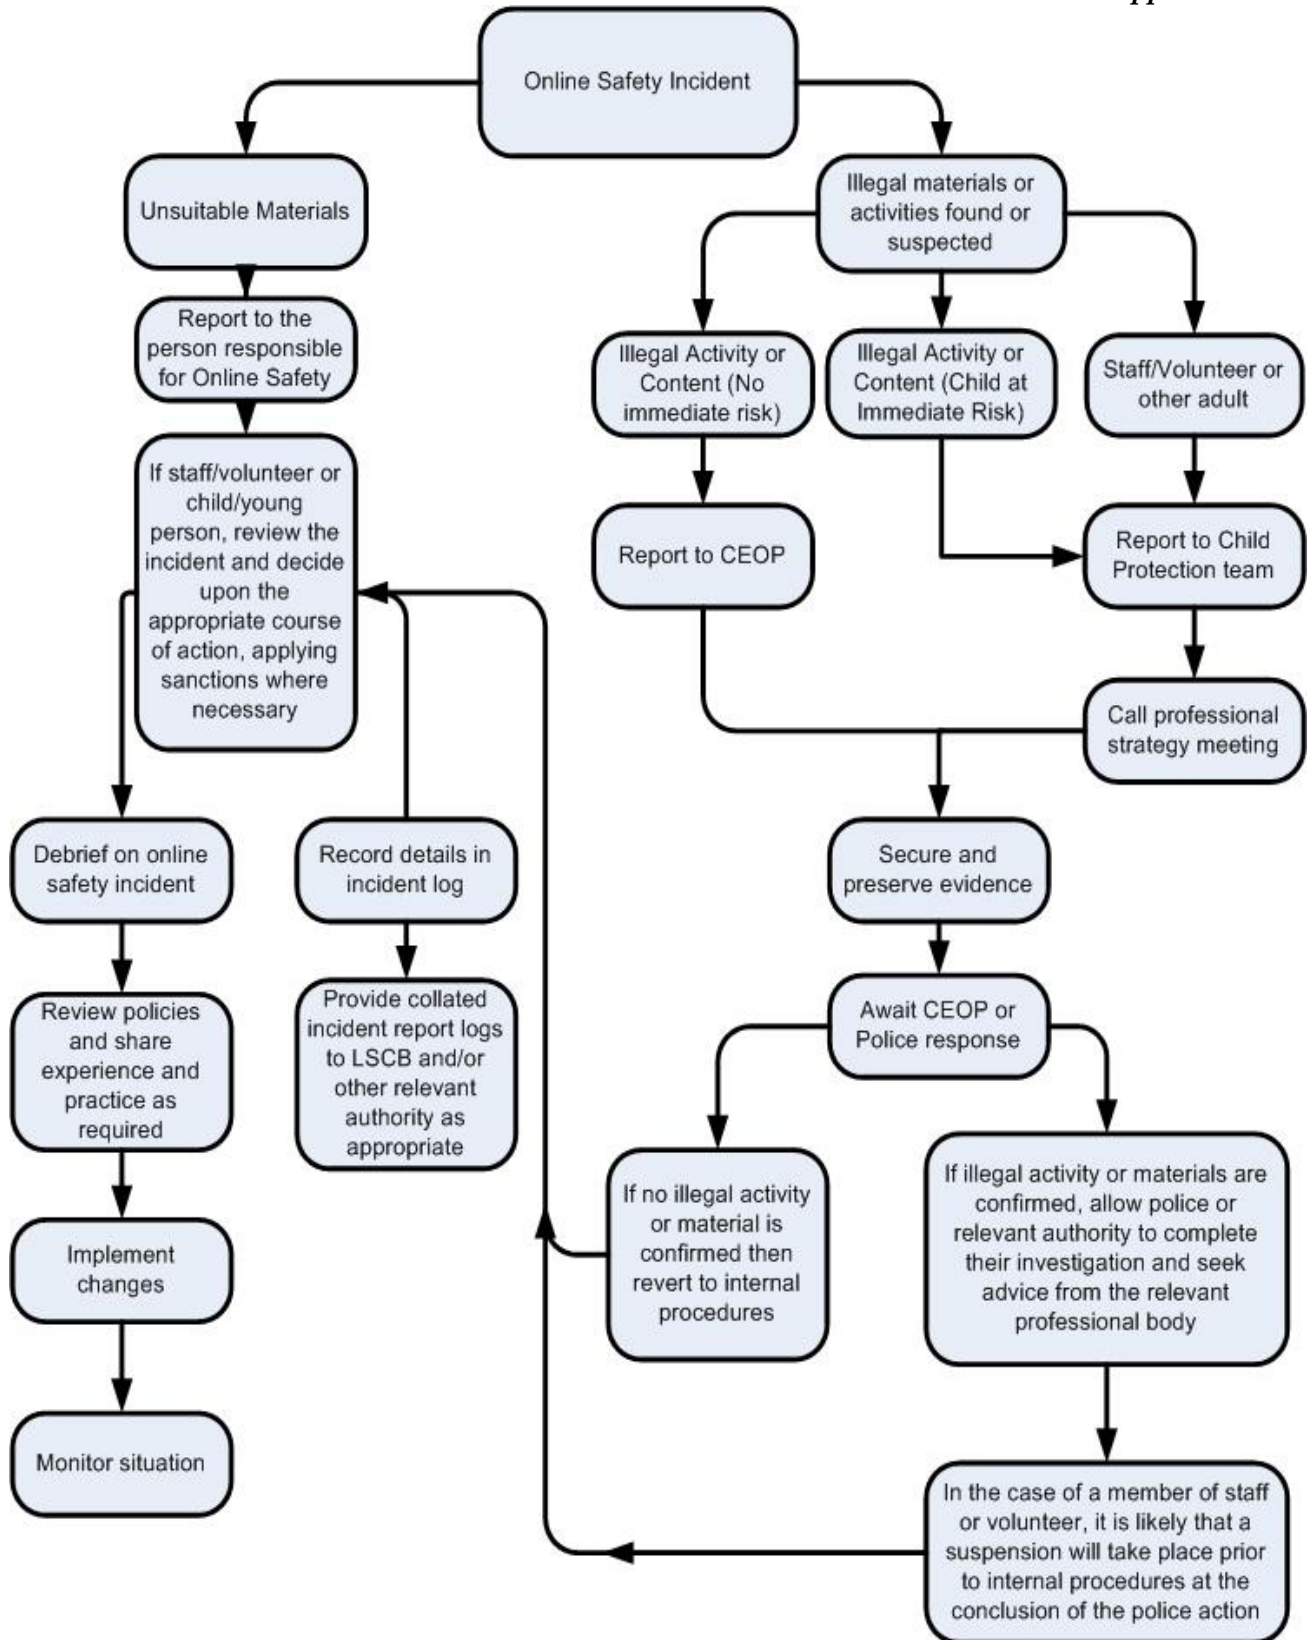 Online Safety Incident
Unsuitable Materials
Report to the
person responsible
for Online Safety
If staff/volunteer or
child/young
person, review the
incident and decide
upon the
appropriate course
of action, applying
sanctions where
necessary
Debrief on online
safety incident
Review policies
and share
experience and
practice as
required
Implement
changes
Monitor situation
Record details in
incident log
Provide collated
incident report logs
to LSCB and/or
other relevant
authority as
appropriate
Illegal materials or
activities found or
suspected
Illegal Activity or
Content (No
immediate risk)
Illegal Activity or
Content (Child at
Immediate Risk)
Staff/Volunteer or
other adult
Report to CEOP
Report to Child
Protection team
Call professional
strategy meeting
Secure and
preserve evidence
Await CEOP or
Police response
If no illegal activity
or material is
confirmed then
revert to internal
procedures
If illegal activity or materials are
confirmed, allow police or
relevant authority to complete
their investigation and seek
advice from the relevant
professional body
In the case of a member of staff
or volunteer, it is likely that a
suspension will take place prior
to internal procedures at the
conclusion of the police action